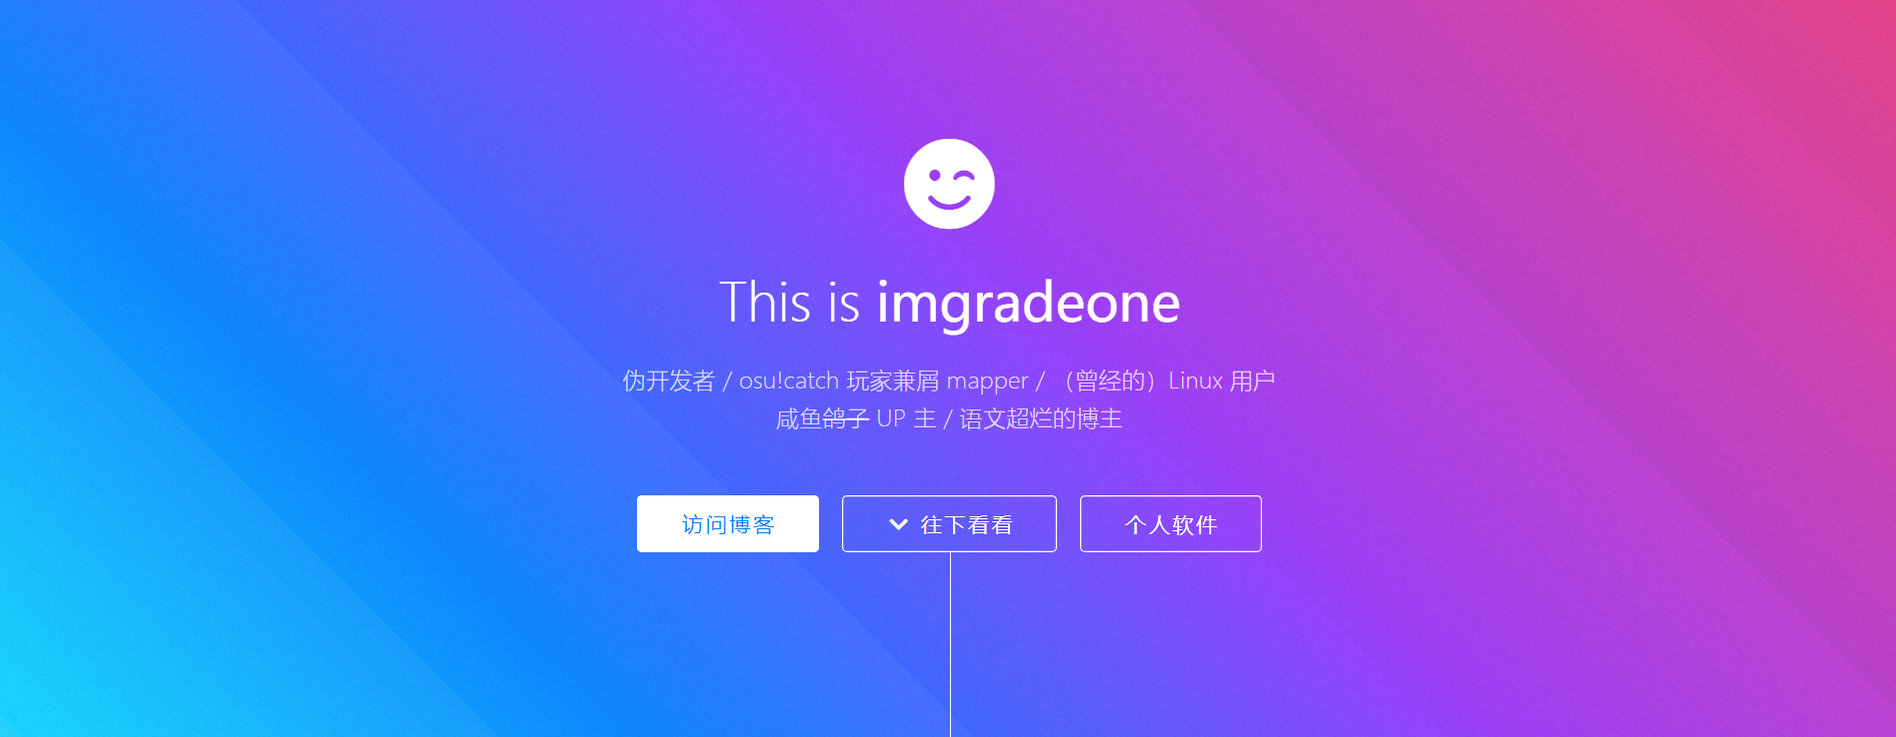 This is imgradeone
伪开发者 / osu!catch 玩家兼屑 mapper / （曾经的）Linux 用户
咸鱼鸽子 UP 主 / 语文超烂的博主
访问博客
往下看看
个人软件